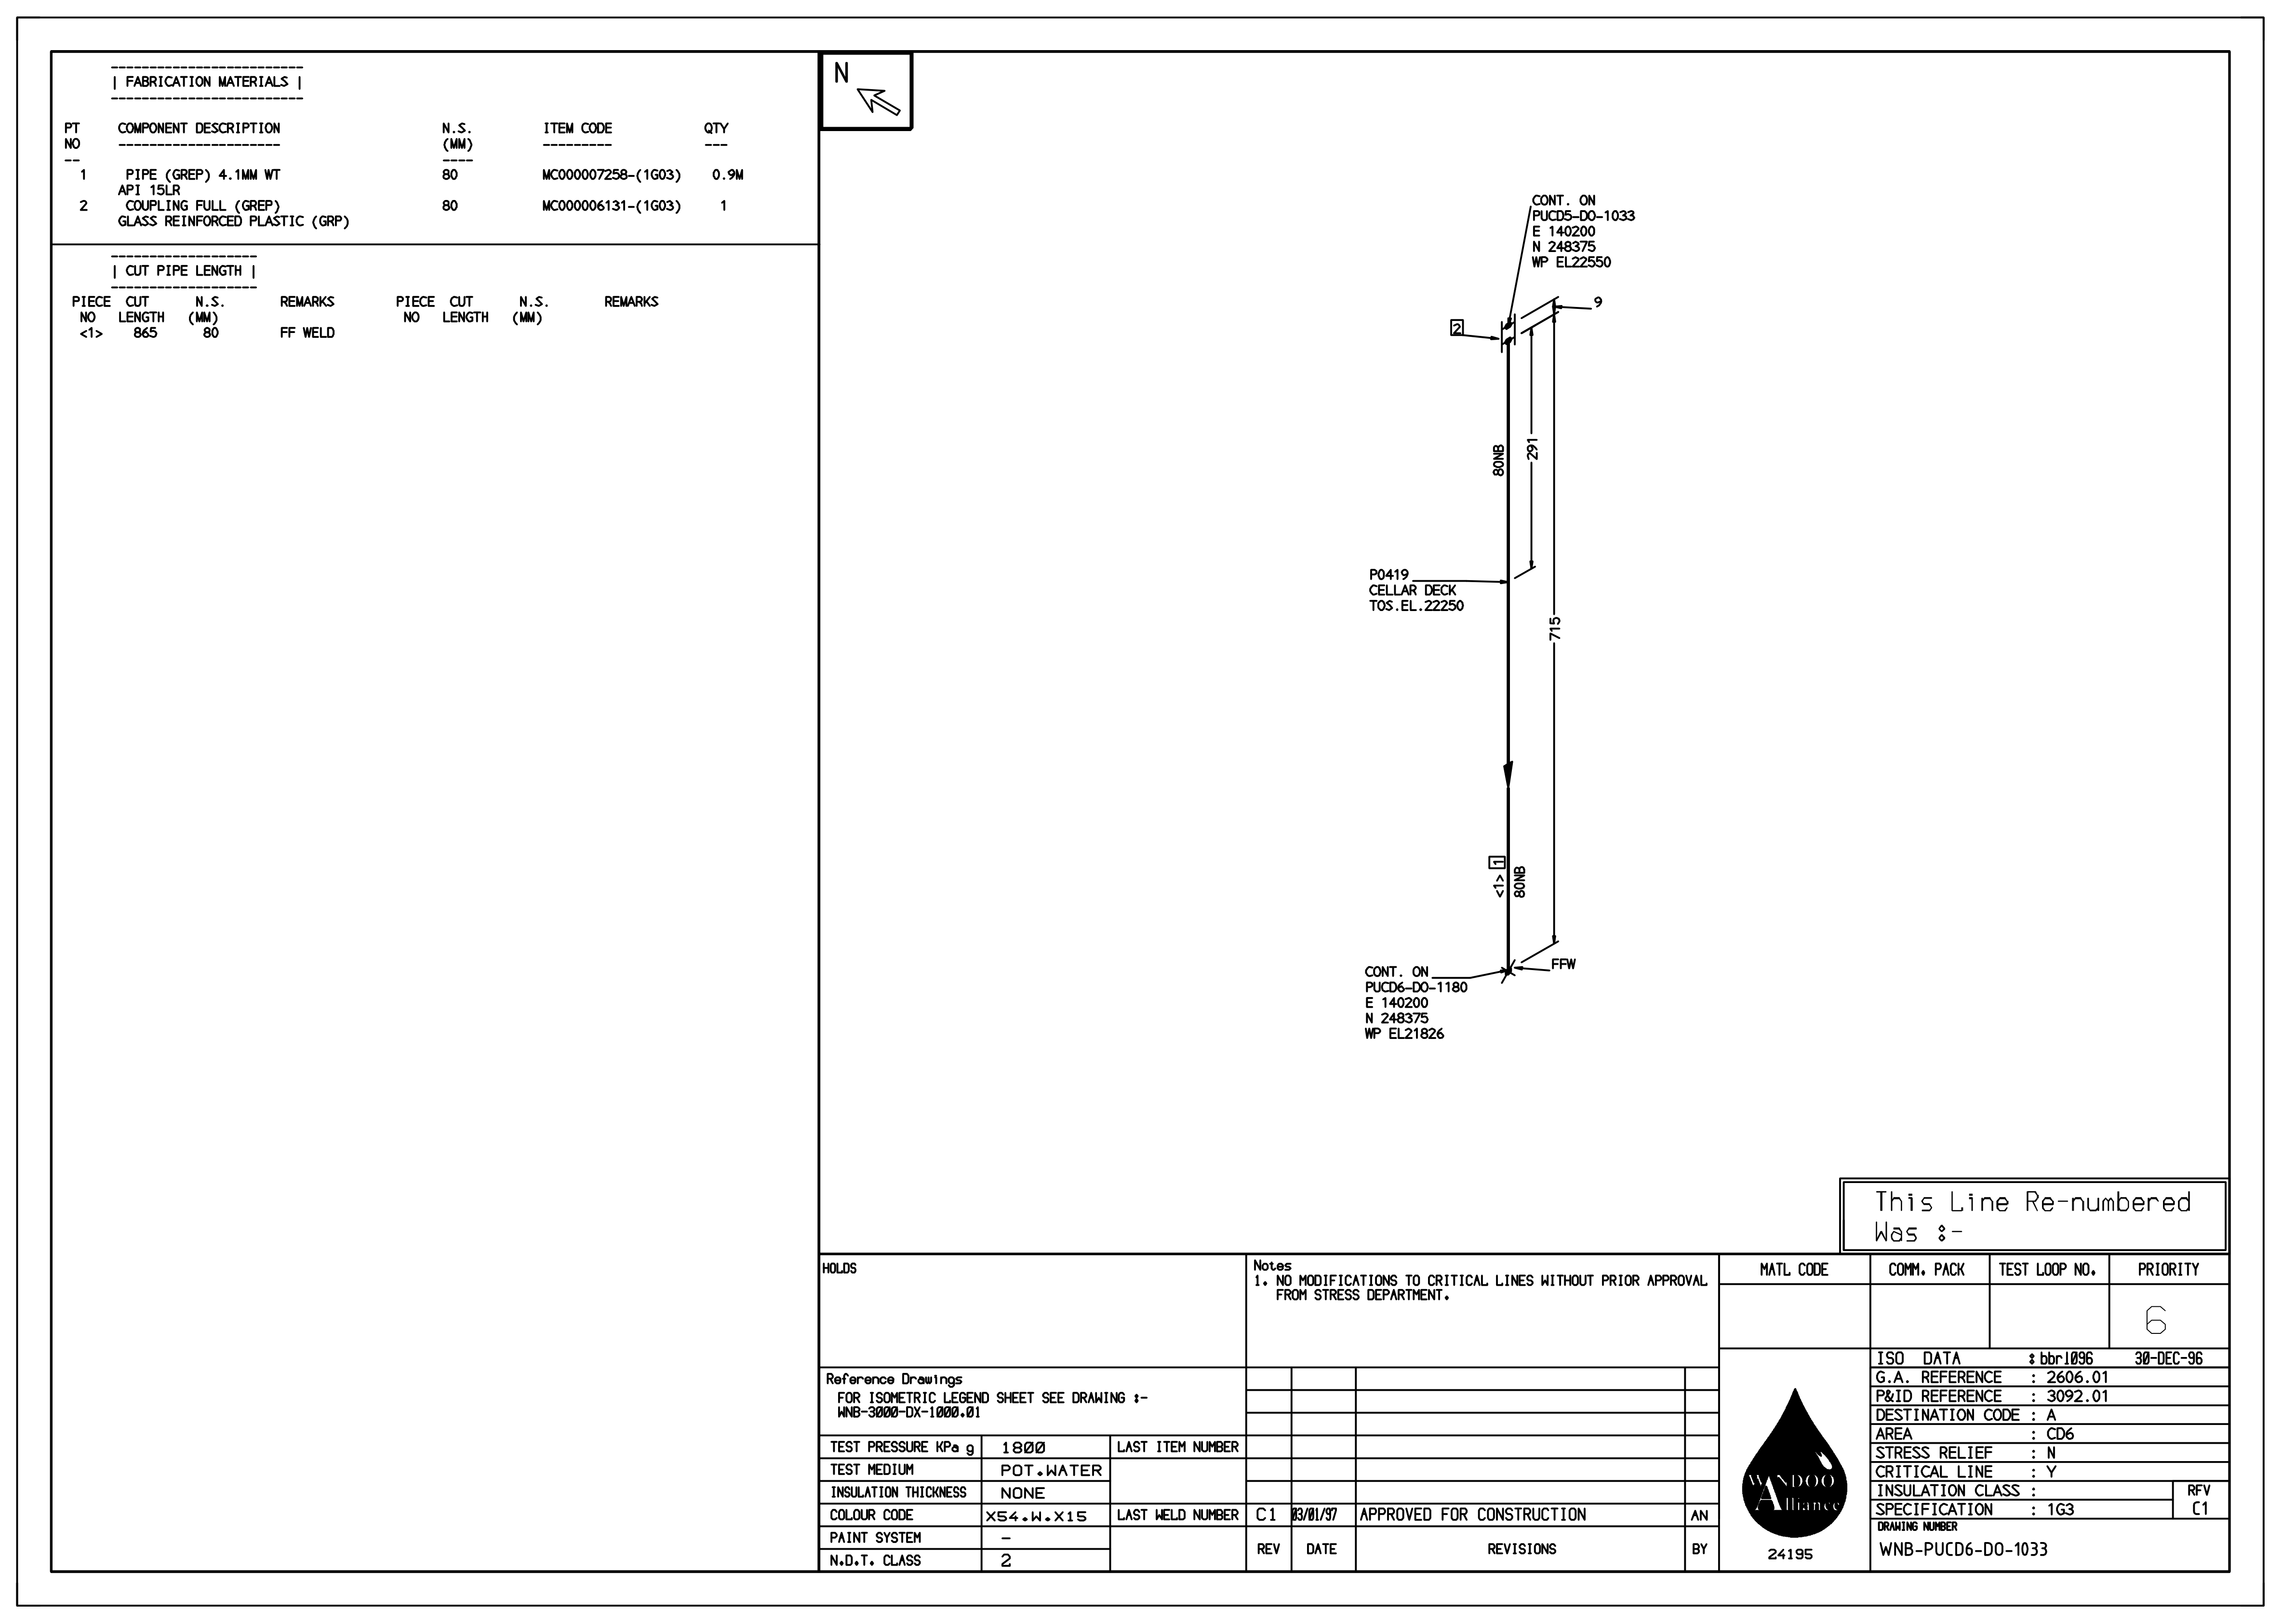 -------------------------
| FABRICATION MATERIALS |
-------------------------
PT COMPONENT DESCRIPTION N.S. ITEM CODE QTY
NO --------------------- (MM) --------- ---
-- ----
1 PIPE (GREP) 4.1MM WT 80 MC000007258-(1G03) 0.9M
API 15LR
2 COUPLING FULL (GREP) 80 MC000006131-(1G03) 1
GLASS REINFORCED PLASTIC (GRP)
-------------------
| CUT PIPE LENGTH |
-------------------
PIECE CUT N.S. REMARKS PIECE CUT N.S. REMARKS
NO LENGTH (MM) NO LENGTH (MM)
<1> 865 80 FF WELD
N
CONT. ON
PUCD5-DO-1033
E 140200
N 248375
WP EL22550
9
2
80NB
291
P0419
CELLAR DECK
TOS.EL.22250
715
<1> 1
80NB
FFW
CONT. ON
PUCD6-DO-1180
E 140200
N 248375
WP EL21826
This Line Re-numbered
Was :-
HOLDS
Notes
1. NO MODIFICATIONS TO CRITICAL LINES WITHOUT PRIOR APPROVAL
FROM STRESS DEPARTMENT.
MATL CODE COMM. PACK TEST LOOP NO. PRIORITY
6
Reference Drawings
FOR ISOMETRIC LEGEND SHEET SEE DRAWING :-
WNB-3000-DX-1000.01
TEST PRESSURE KPa g 1800 LAST ITEM NUMBER
TEST MEDIUM POT.WATER
INSULATION THICKNESS NONE
COLOUR CODE X54.W.X15 LAST WELD NUMBER
PAINT SYSTEM -
N.D.T. CLASS 2
C1 03/01/97 APPROVED FOR CONSTRUCTION AN
REV DATE REVISIONS BY
WANDOO
Alliance
24195
ISO DATA : bbr1096 30-DEC-96
G.A. REFERENCE : 2606.01
P&ID REFERENCE : 3092.01
DESTINATION CODE : A
AREA : CD6
STRESS RELIEF : N
CRITICAL LINE : Y
INSULATION CLASS : RFV
SPECIFICATION : 1G3 C1
DRAWING NUMBER
WNB-PUCD6-DO-1033